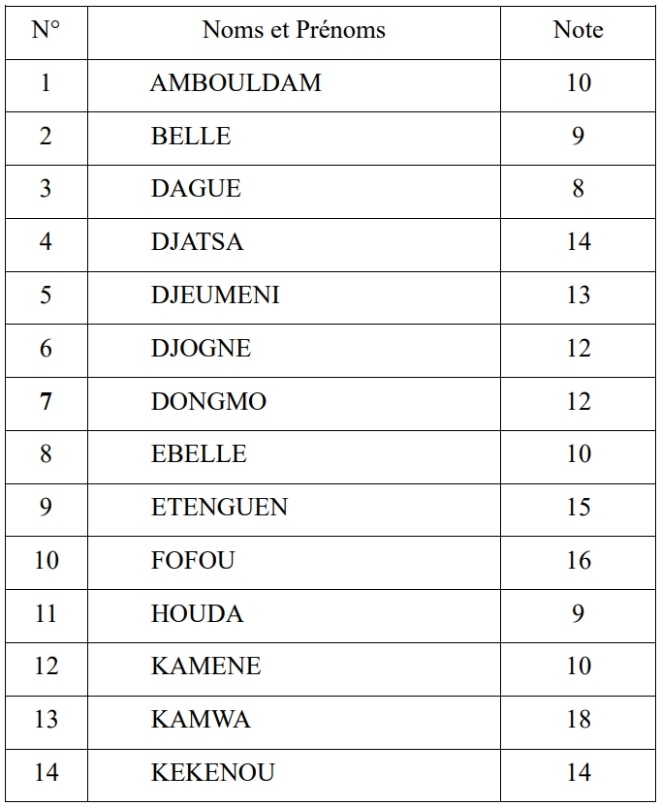 N° Noms et Prénoms Note
1 AMBOULDAM 10
2 BELLE 9
3 DAGUE 8
4 DJATSA 14
5 DJEUMENI 13
6 DJOGNE 12
7 DONGMO 12
8 EBELLE 10
9 ETENGUEN 15
10 FOFOU 16
11 HOUDA 9
12 KAMENE 10
13 KAMWA 18
14 KEKENOU 14